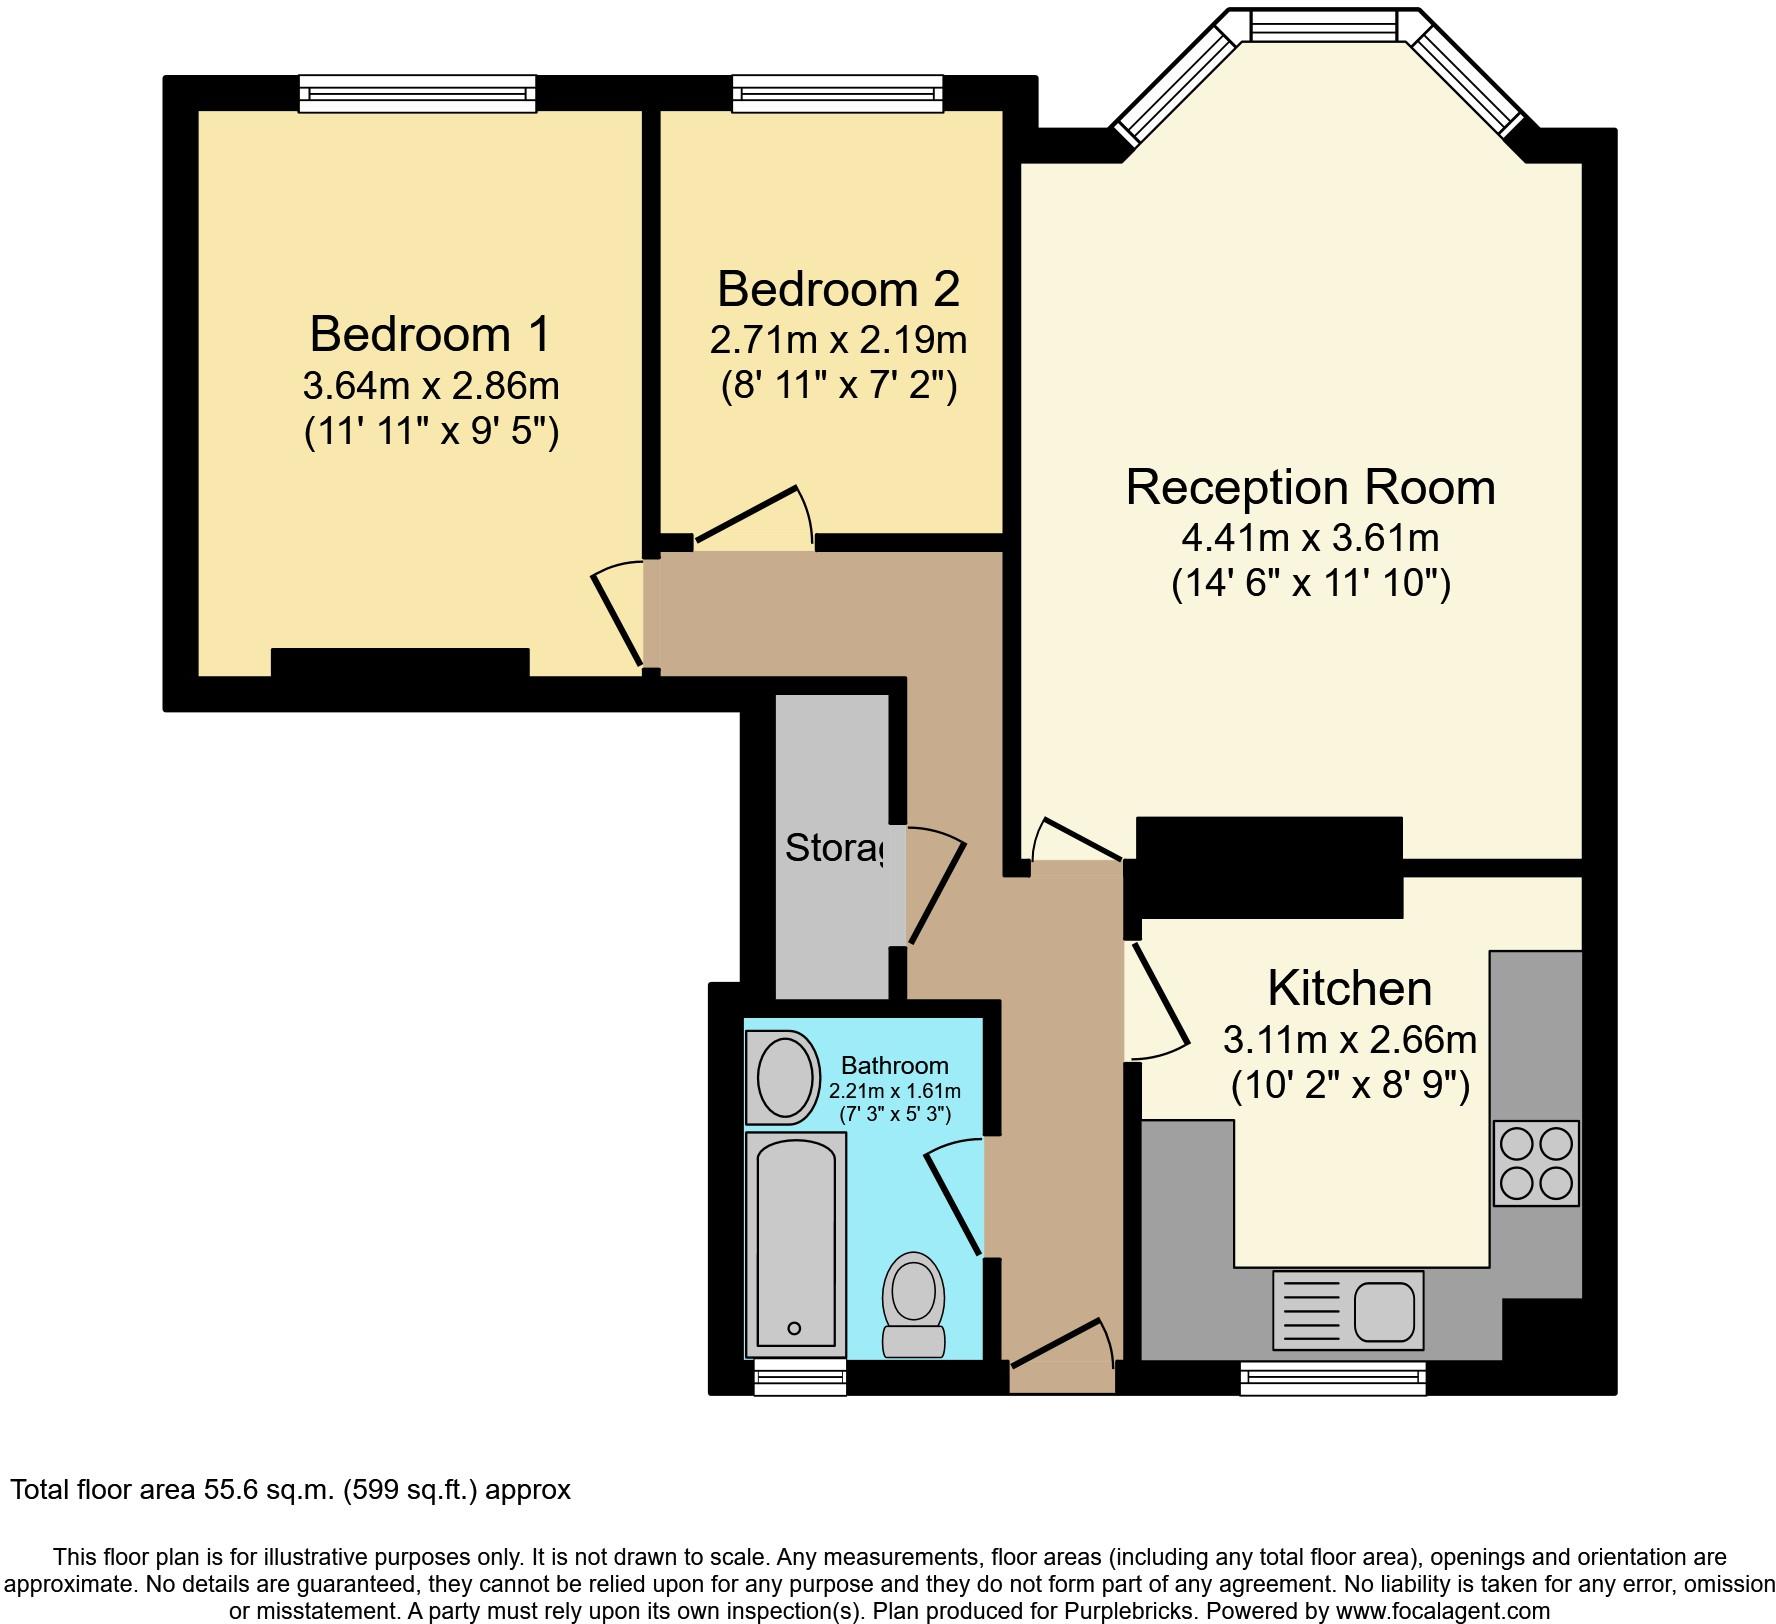 Bedroom 1
3.64m x 2.86m
(11' 11" x 9' 5")
Bedroom 2
2.71m x 2.19m
(8' 11" x 7' 2")
Reception Room
4.41m x 3.61m
(14' 6" x 11' 10")
Storag
Kitchen
3.11m x 2.66m
(10' 2" x 8' 9")
Bathroom
2.21m x 1.61m
(7' 3" x 5' 3")
Total floor area 55.6 sq.m. (599 sq.ft.) approx
This floor plan is for illustrative purposes only. It is not drawn to scale. Any measurements, floor areas (including any total floor area), openings and orientation are
approximate. No details are guaranteed, they cannot be relied upon for any purpose and they do not form part of any agreement. No liability is taken for any error, omission
or misstatement. A party must rely upon its own inspection(s). Plan produced for Purplebricks. Powered by www.focalagent.com